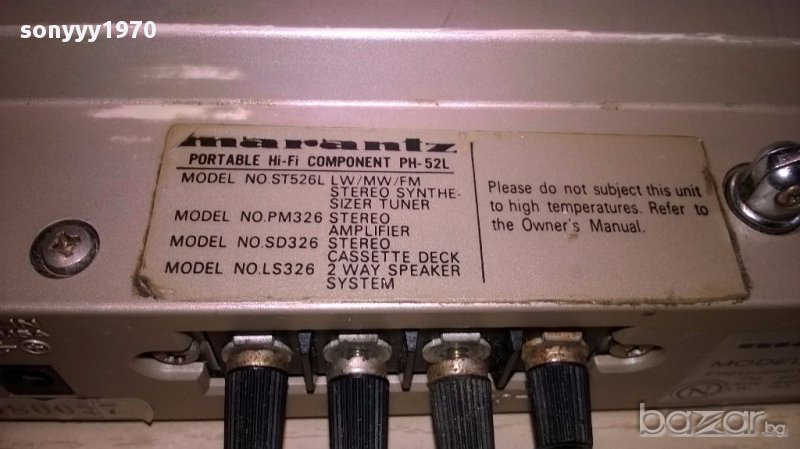 sonyyy1970
marantz
PORTABLE Hi-Fi COMPONENT PH-52L
MODEL NO.ST526L LW/MW/FM
STEREO SYNTHE-
SIZER TUNER
MODEL NO.PM326 STEREO
AMPLIFIER
MODEL NO.SD326 STEREO
CASSETTE DECK
MODEL NO.LS326 2 WAY SPEAKER
SYSTEM
Please do not subject this unit
to high temperatures. Refer to
the Owner's Manual.
MODEL
N
bazar.bg